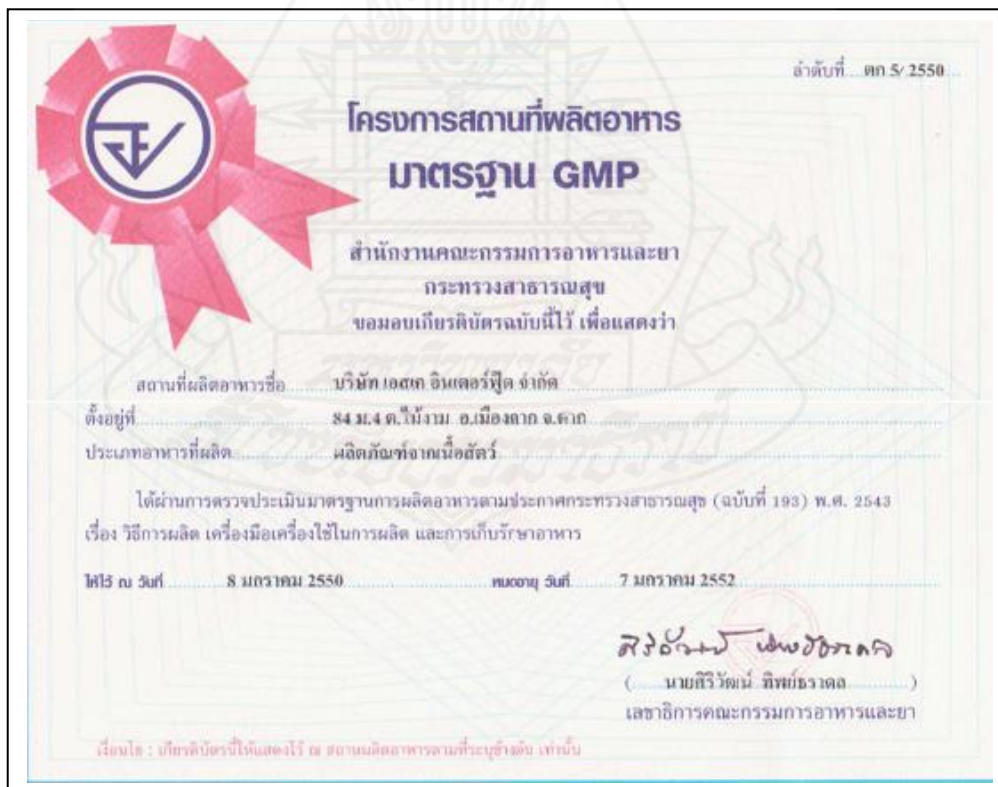 ลำดับที่ ตก 5/2550
โครงการสถานที่ผลิตอาหาร
มาตรฐาน GMP
สำนักงานคณะกรรมการอาหารและยา
กระทรวงสาธารณสุข
ขอมอบเกียรติบัตรฉบับนี้ไว้ เพื่อแสดงว่า
สถานที่ผลิตอาหารชื่อ บริษัท เอสเค อินเตอร์ฟู๊ด จำกัด
ตั้งอยู่ที่ 84 ม.4 ต.ไม้งาม อ.เมืองตาก จ.ตาก
ประเภทอาหารที่ผลิต ผลิตภัณฑ์จากเนื้อสัตว์
ได้ผ่านการตรวจประเมินมาตรฐานการผลิตอาหารตามประกาศกระทรวงสาธารณสุข (ฉบับที่ 193) พ.ศ. 2543
เรื่อง วิธีการผลิต เครื่องมือเครื่องใช้ในการผลิต และการเก็บรักษาอาหาร
ให้ไว้ ณ วันที่ 8 มกราคม 2550 หมดอายุ วันที่ 7 มกราคม 2552
( นายศิริวัฒน์ ทิพย์ธราดล )
เลขาธิการคณะกรรมการอาหารและยา
เงื่อนไข : เกียรติบัตรนี้ให้แสดงไว้ ณ สถานผลิตอาหารตามที่ระบุข้างต้น เท่านั้น